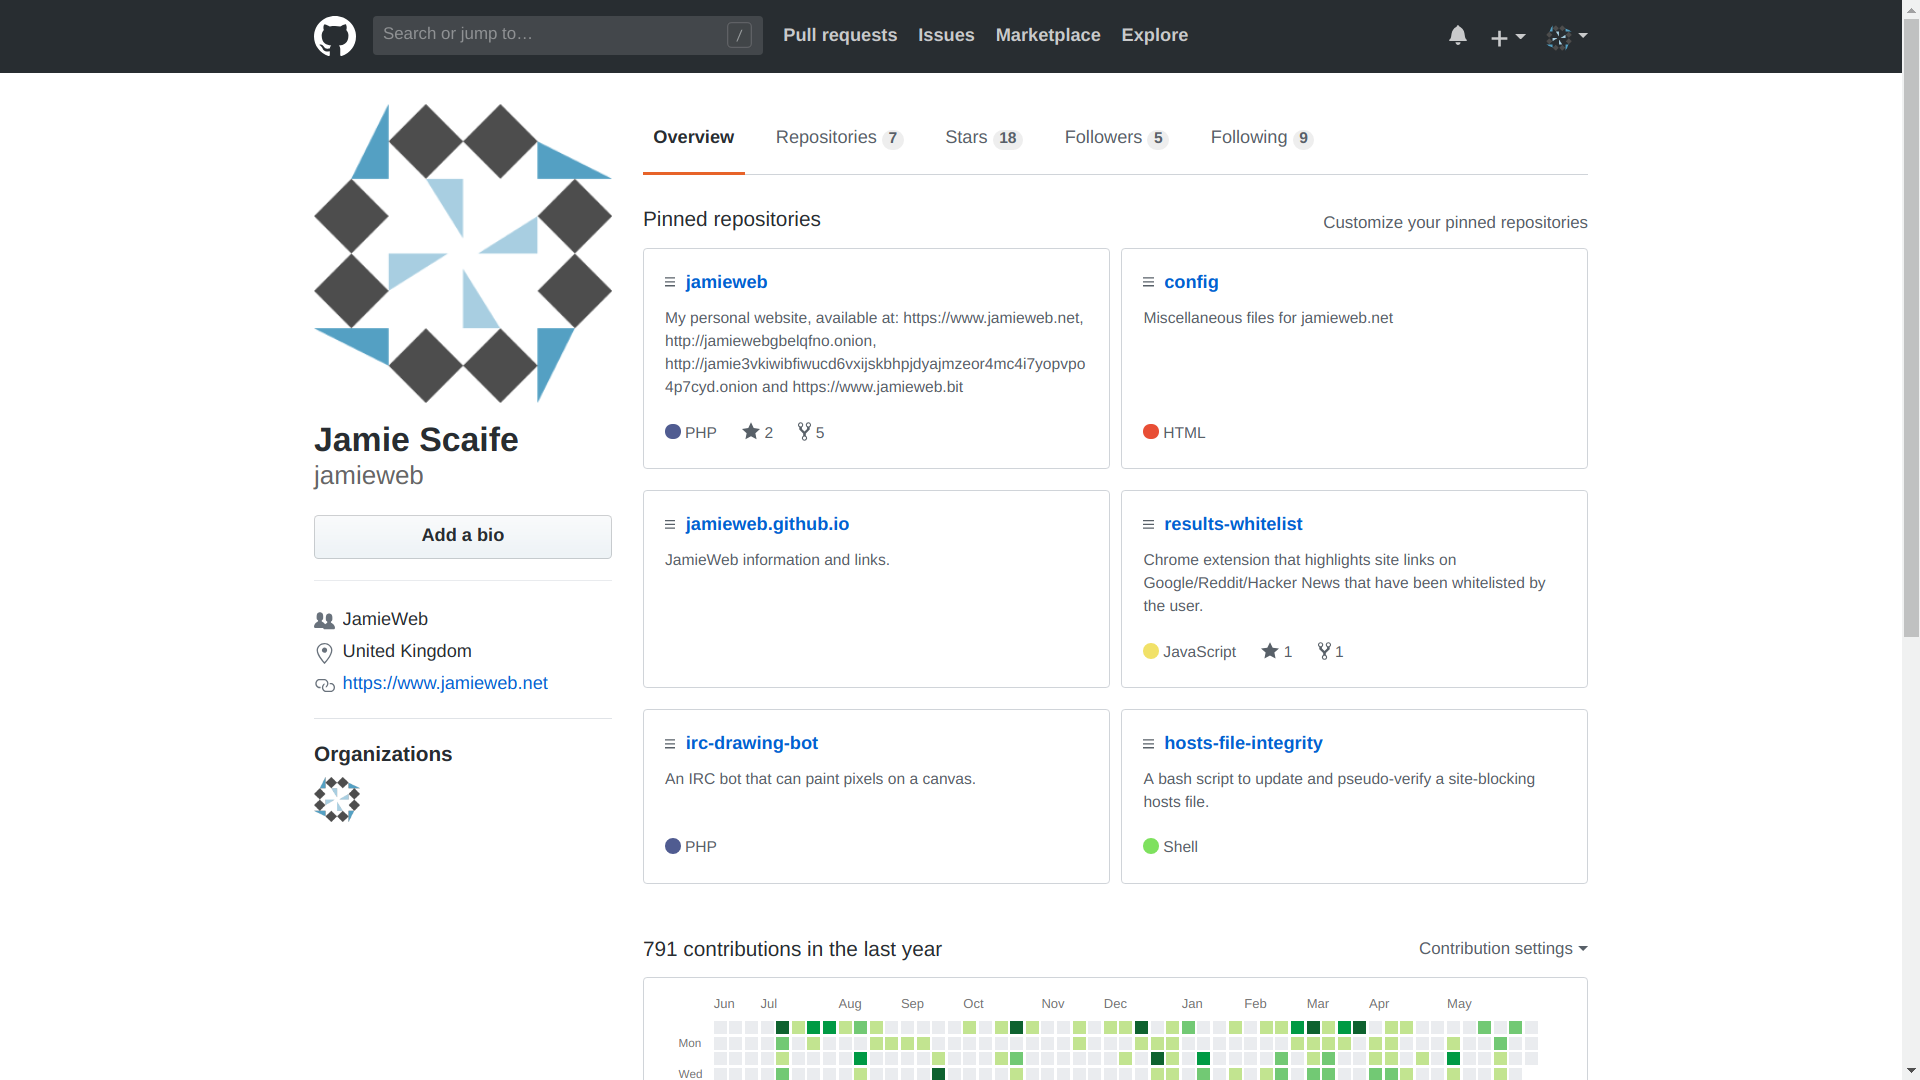 Search or jump to…
/
Pull requests
Issues
Marketplace
Explore
Jamie Scaife
jamieweb
Add a bio
JamieWeb
United Kingdom
https://www.jamieweb.net
Organizations
Overview
Repositories 7
Stars 18
Followers 5
Following 9
Pinned repositories
Customize your pinned repositories
jamieweb
My personal website, available at: https://www.jamieweb.net,
http://jamiewebgbelqfno.onion,
http://jamie3vkiwibfiwucd6vxijskbhpjdyajmzeor4mc4i7yopvpo
4p7cyd.onion and https://www.jamieweb.bit
PHP 2 5
config
Miscellaneous files for jamieweb.net
HTML
jamieweb.github.io
JamieWeb information and links.
results-whitelist
Chrome extension that highlights site links on
Google/Reddit/Hacker News that have been whitelisted by
the user.
JavaScript 1 1
irc-drawing-bot
An IRC bot that can paint pixels on a canvas.
PHP
hosts-file-integrity
A bash script to update and pseudo-verify a site-blocking
hosts file.
Shell
791 contributions in the last year
Contribution settings
Jun Jul Aug Sep Oct Nov Dec Jan Feb Mar Apr May
Mon
Wed